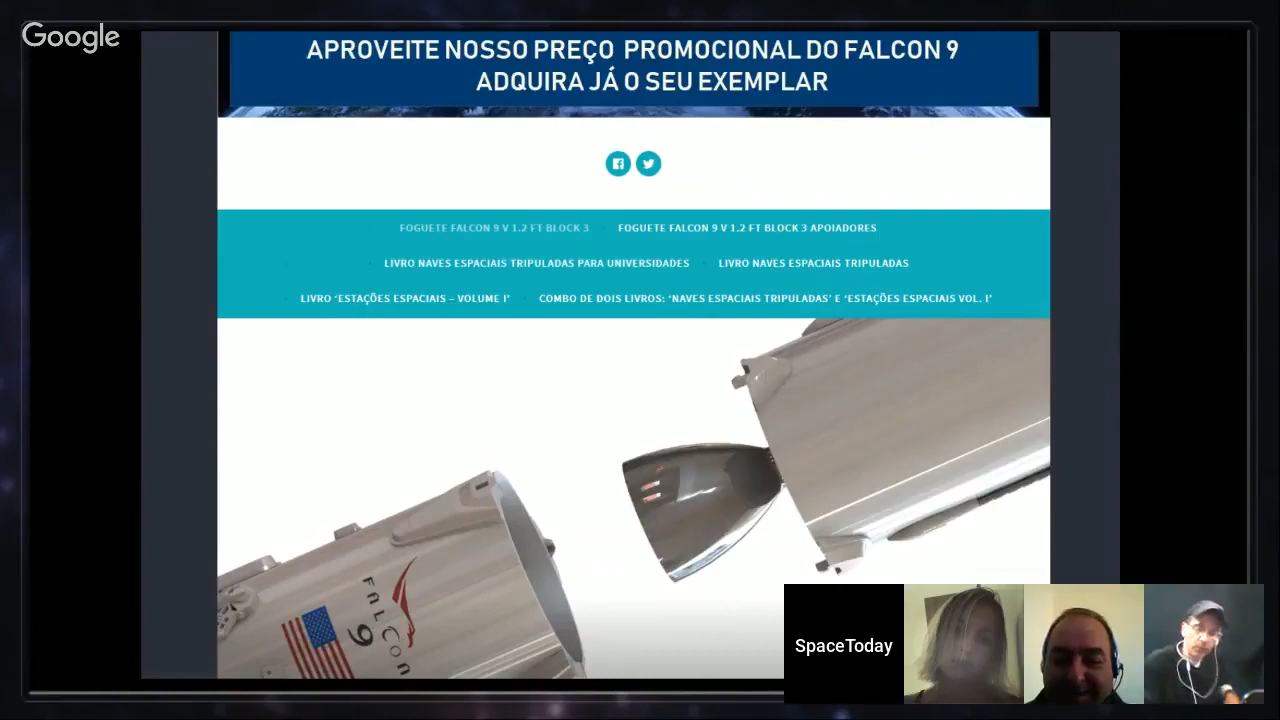 Google
APROVEITE NOSSO PREÇO PROMOCIONAL DO FALCON 9
ADQUIRA JÁ O SEU EXEMPLAR
FOGUETE FALCON 9 V 1.2 FT BLOCK 3
FOGUETE FALCON 9 V 1.2 FT BLOCK 3 APOIADORES
LIVRO NAVES ESPACIAIS TRIPULADAS PARA UNIVERSIDADES
LIVRO NAVES ESPACIAIS TRIPULADAS
LIVRO ‘ESTAÇÕES ESPACIAIS – VOLUME I’
COMBO DE DOIS LIVROS: ‘NAVES ESPACIAIS TRIPULADAS’ E ‘ESTAÇÕES ESPACIAIS VOL. I’
FALCON
9
SpaceToday